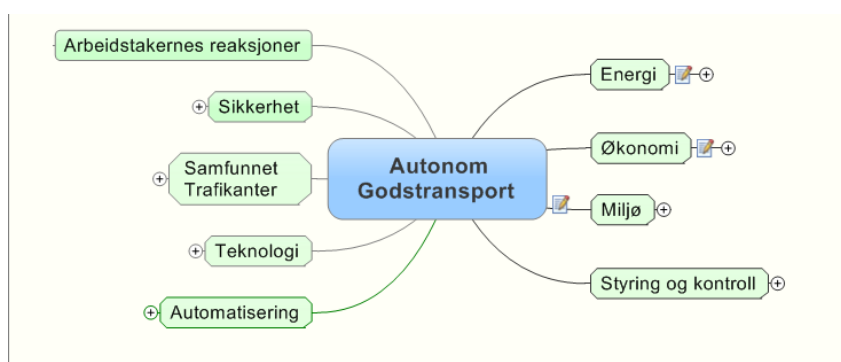 Arbeidstakernes reaksjoner
Sikkerhet
Samfunnet
Trafikanter
Teknologi
Automatisering
Autonom
Godstransport
Energi
Økonomi
Miljø
Styring og kontroll